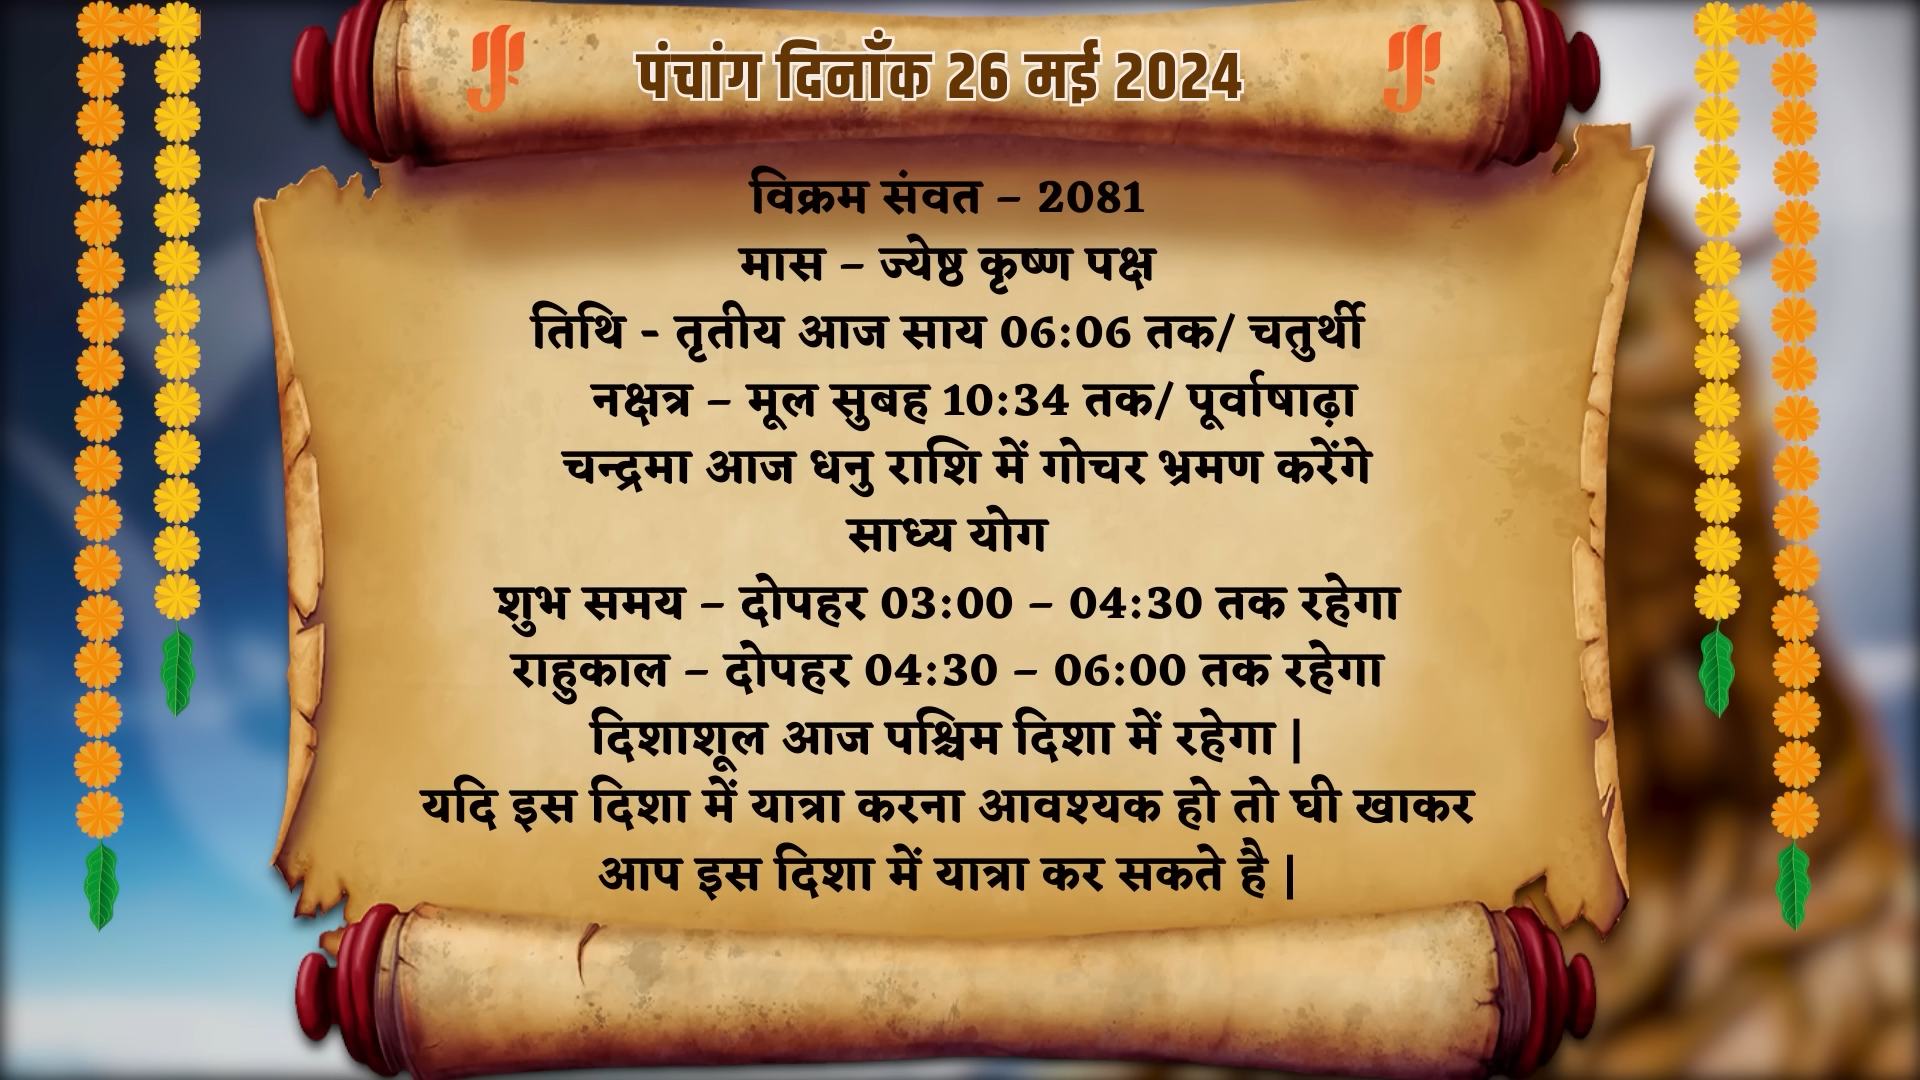 पंचांग दिनाँक 26 मई 2024
विक्रम संवत – 2081
मास – ज्येष्ठ कृष्ण पक्ष
तिथि - तृतीय आज साय 06:06 तक/ चतुर्थी
नक्षत्र – मूल सुबह 10:34 तक/ पूर्वाषाढ़ा
चन्द्रमा आज धनु राशि में गोचर भ्रमण करेंगे
साध्य योग
शुभ समय – दोपहर 03:00 – 04:30 तक रहेगा
राहुकाल – दोपहर 04:30 – 06:00 तक रहेगा
दिशाशूल आज पश्चिम दिशा में रहेगा |
यदि इस दिशा में यात्रा करना आवश्यक हो तो घी खाकर
आप इस दिशा में यात्रा कर सकते है |